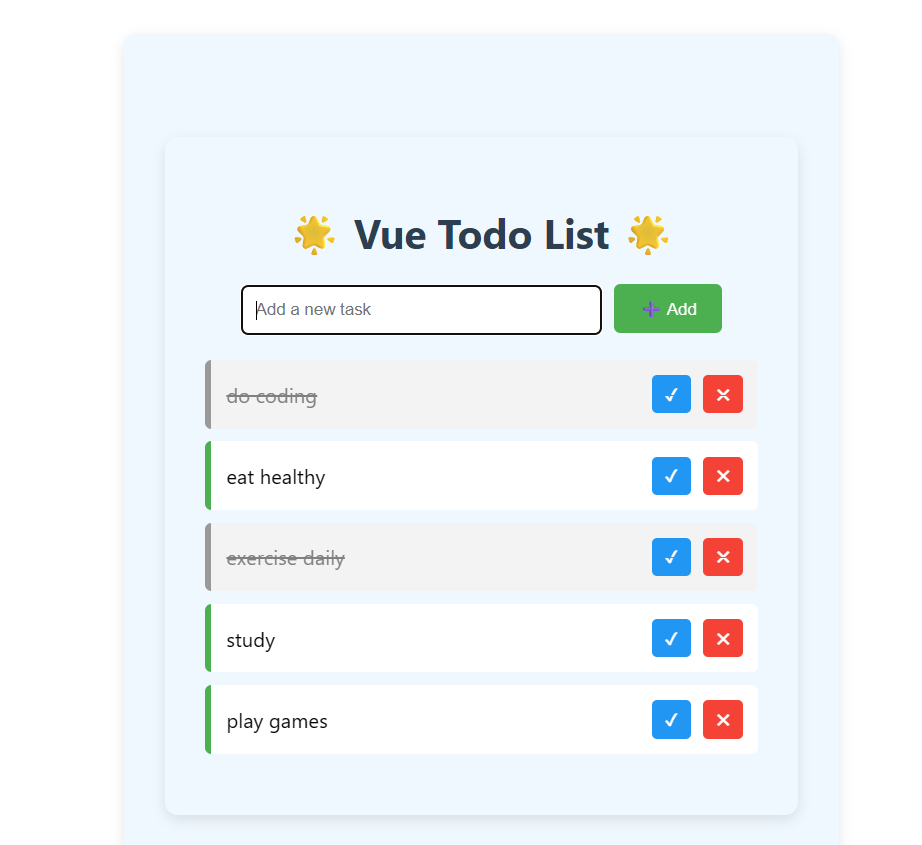 🌟 Vue Todo List 🌟
Add a new task
➕ Add
do coding ✓ ✕
eat healthy ✓ ✕
exercise daily ✓ ✕
study ✓ ✕
play games ✓ ✕